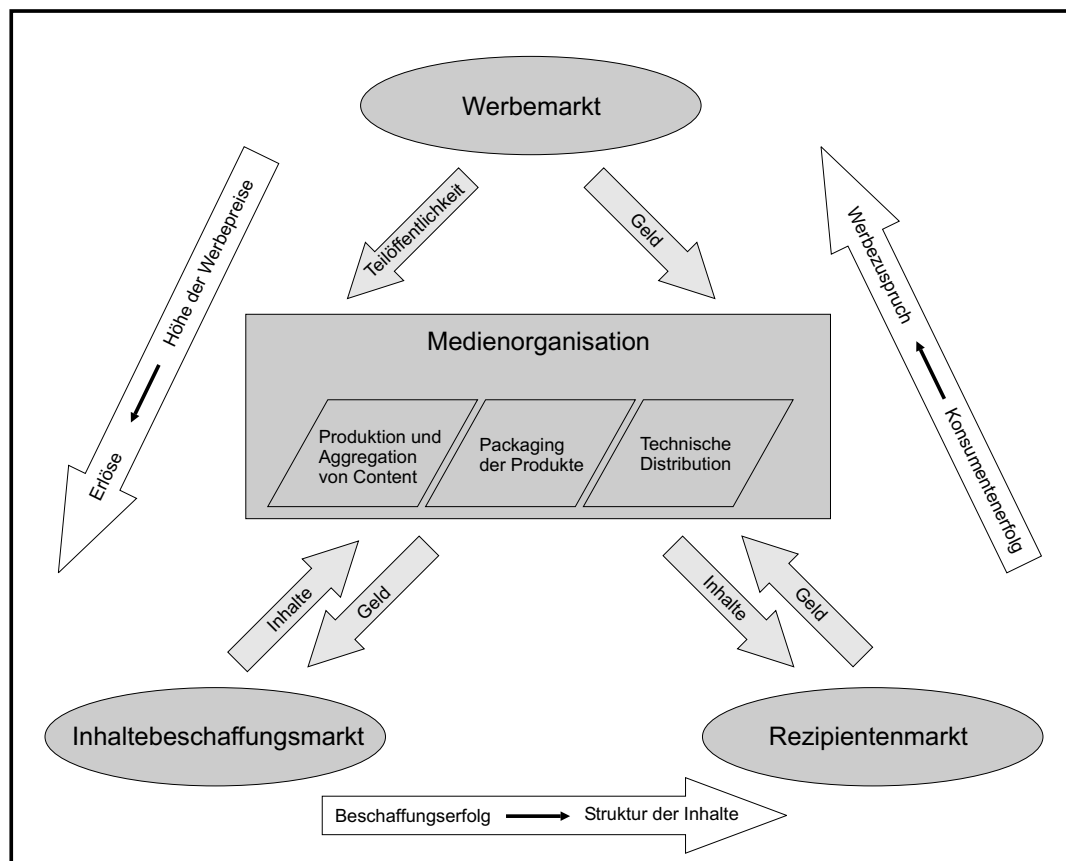 Werbemarkt
Teilöffentlichkeit
Geld
Höhe der Werbepreise
Erlöse
Werbezuspruch
Konsumentenerfolg
Medienorganisation
Produktion und
Aggregation
von Content
Packaging
der Produkte
Technische
Distribution
Inhalte
Geld
Inhalte
Geld
Inhaltebeschaffungsmarkt
Rezipientenmarkt
Beschaffungserfolg
Struktur der Inhalte